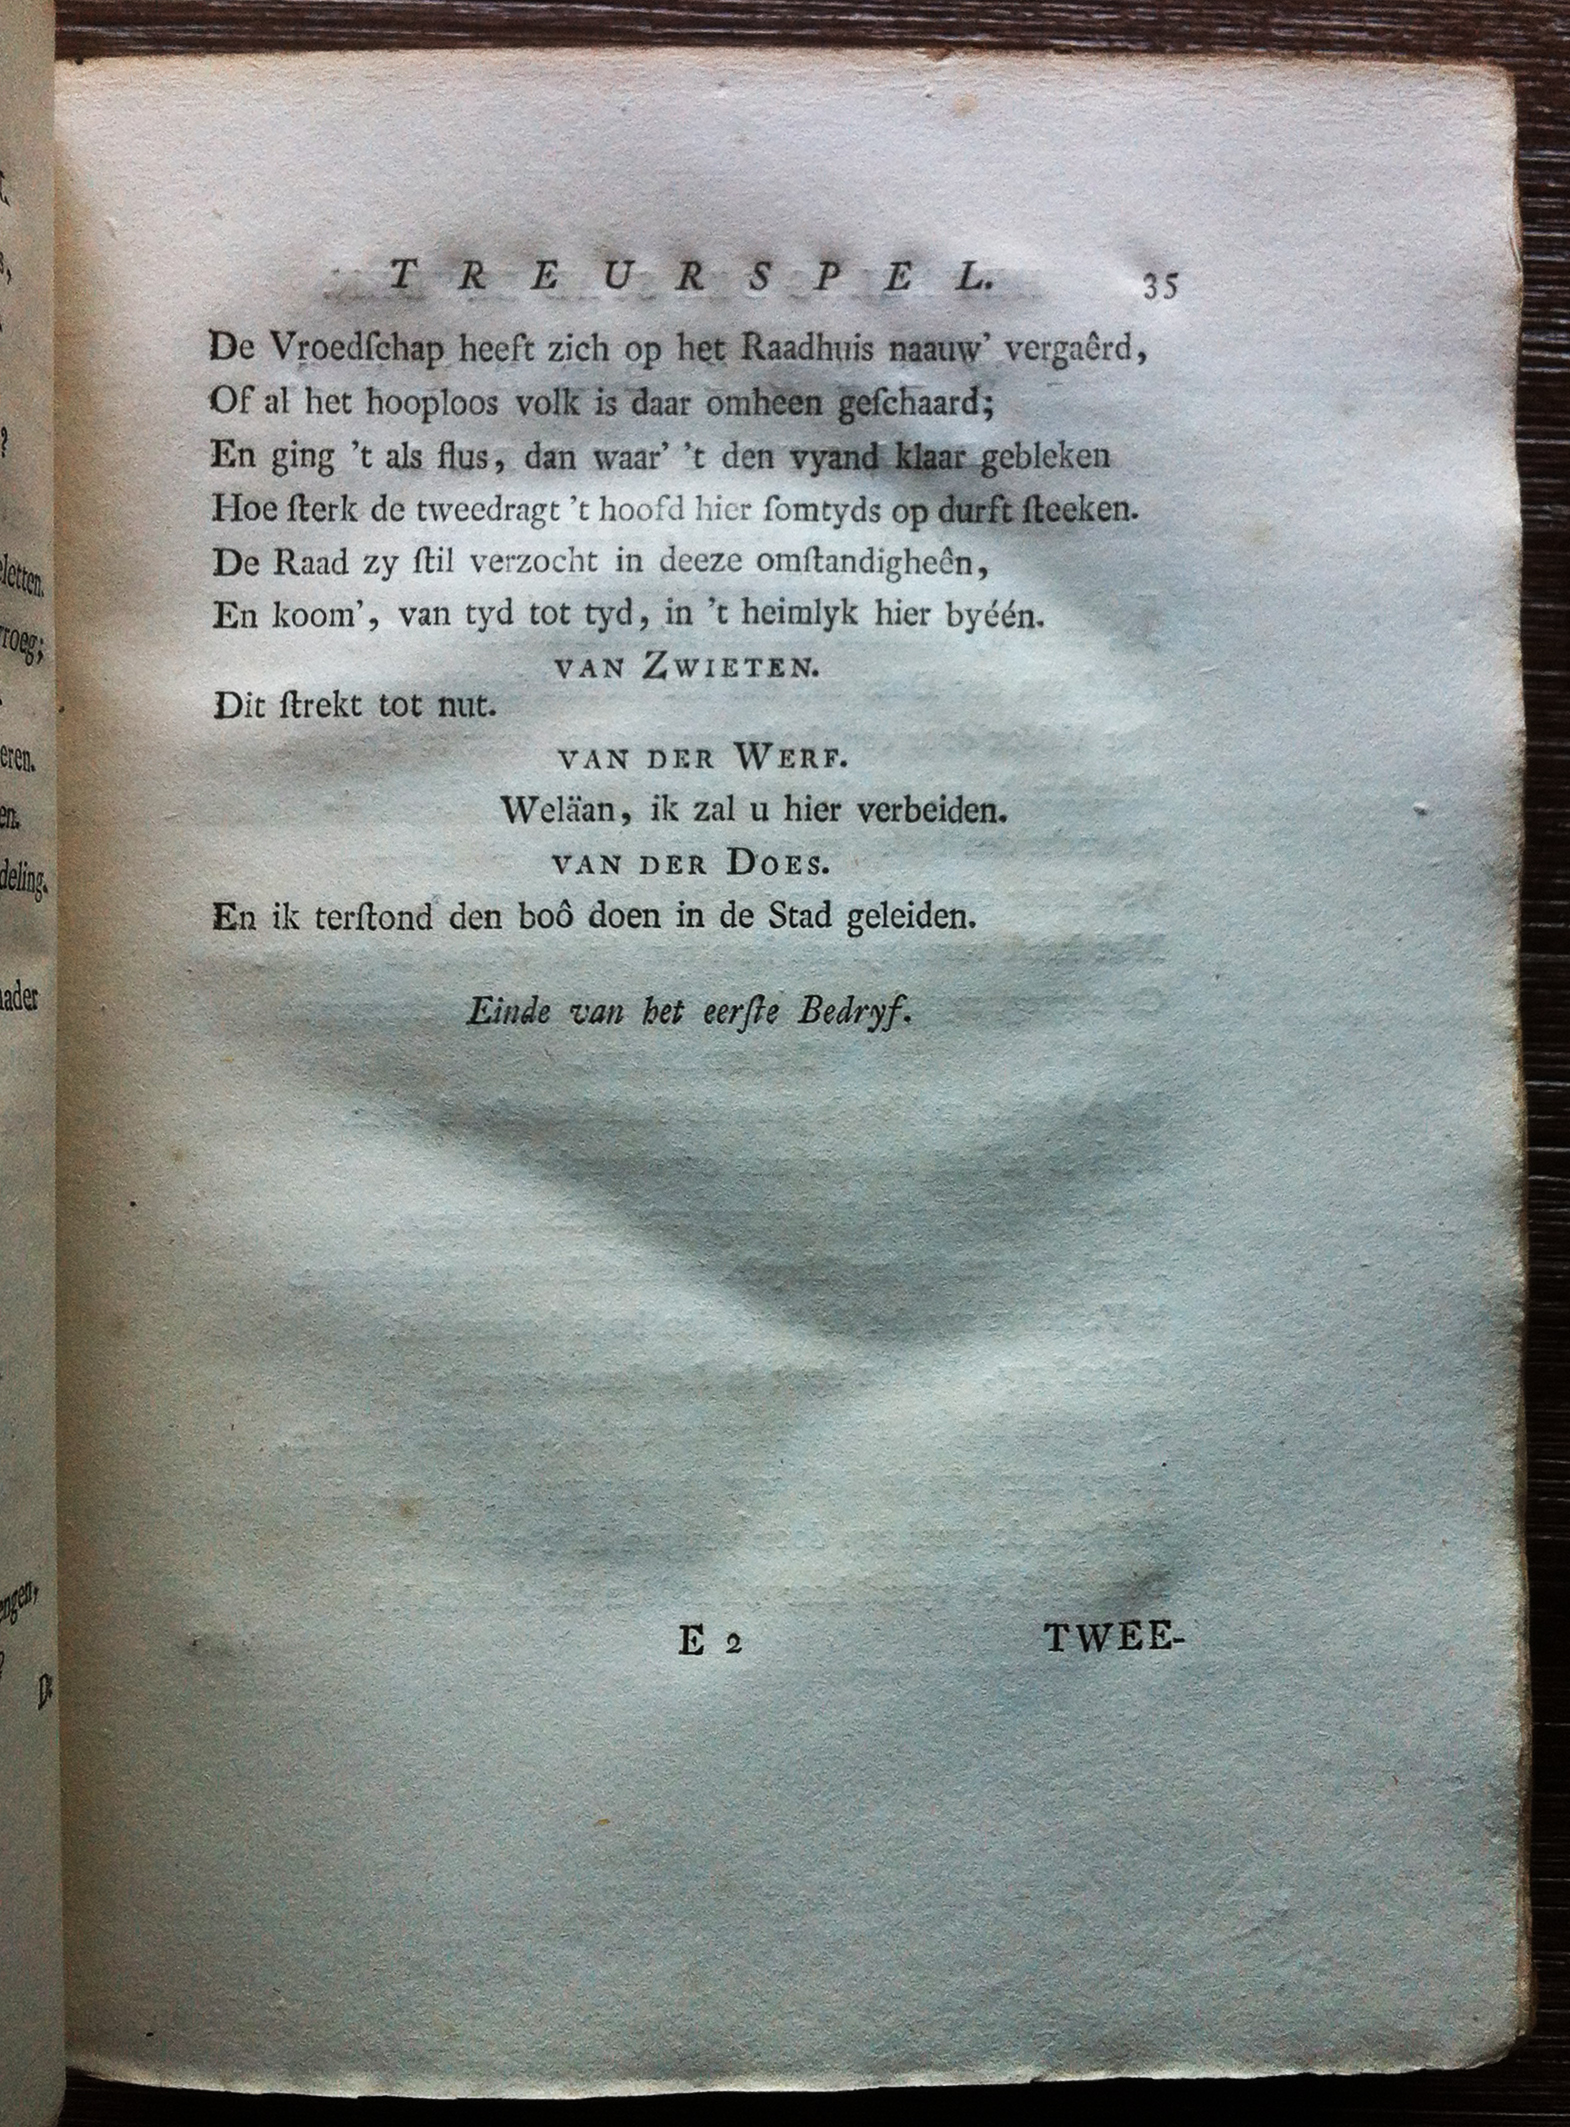 TREURSPEL. 35
De Vroedſchap heeft zich op het Raadhuis naauw’ vergaêrd,
Of al het hooploos volk is daar omheen geſchaard;
En ging ’t als flus, dan waar’ ’t den vyand klaar gebleken
Hoe ſterk de tweedragt ’t hoofd hier ſomtyds op durft ſteeken.
De Raad zy ſtil verzocht in deeze omſtandigheên,
En koom’, van tyd tot tyd, in ’t heimlyk hier byéén.
VAN ZWIETEN.
Dit ſtrekt tot nut.
VAN DER WERF.
Weläan, ik zal u hier verbeiden.
VAN DER DOES.
En ik terſtond den boô doen in de Stad geleiden.
Einde van het eerſte Bedryf.
E 2 TWEE-